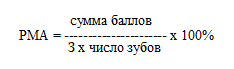 сумма баллов
РМА = ----------------------- х 100%
3 х число зубов